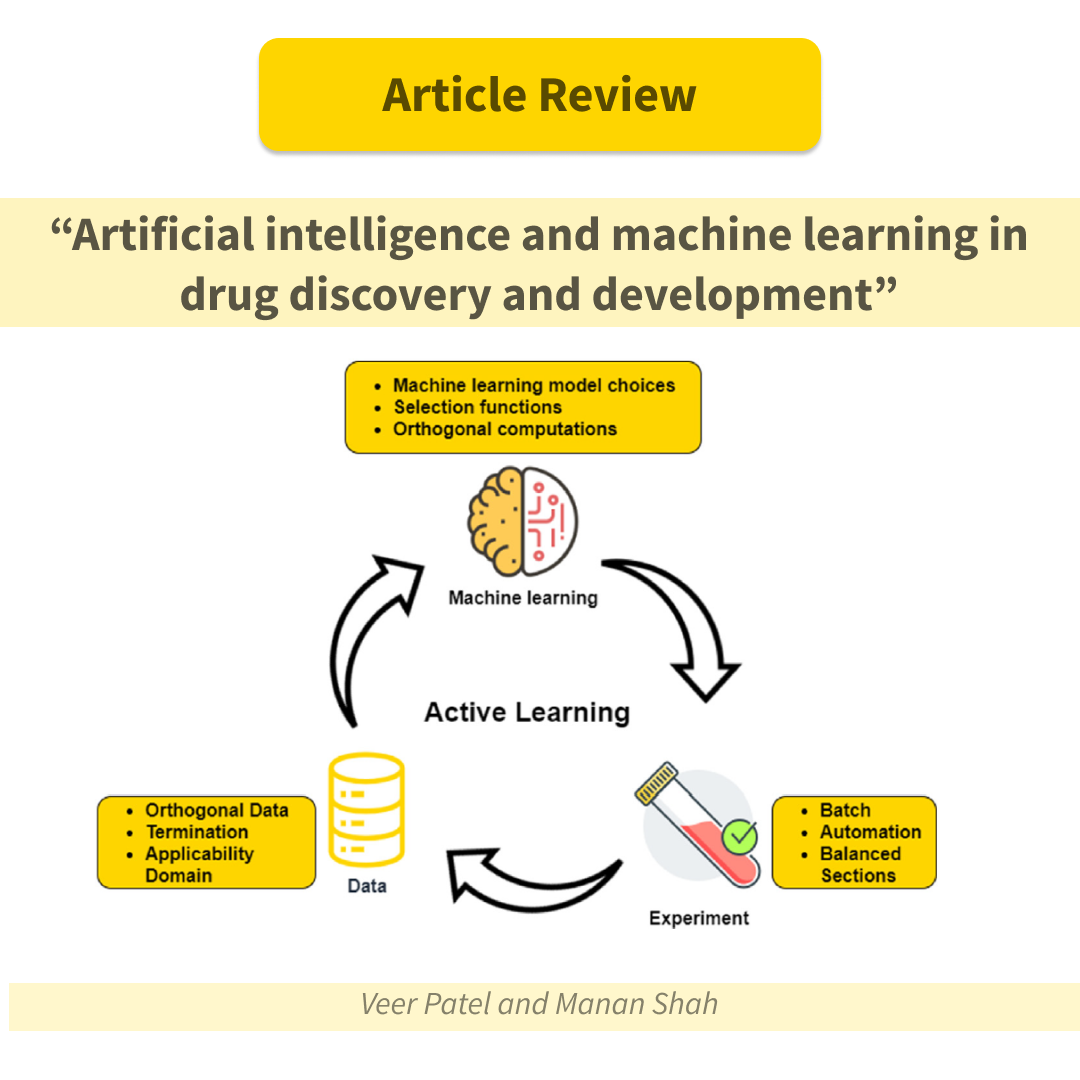 Article Review
“Artificial intelligence and machine learning in
drug discovery and development”
• Machine learning model choices
• Selection functions
• Orthogonal computations
Machine learning
Active Learning
• Orthogonal Data
• Termination
• Applicability
Domain
Data
• Batch
• Automation
• Balanced
Sections
Experiment
Veer Patel and Manan Shah